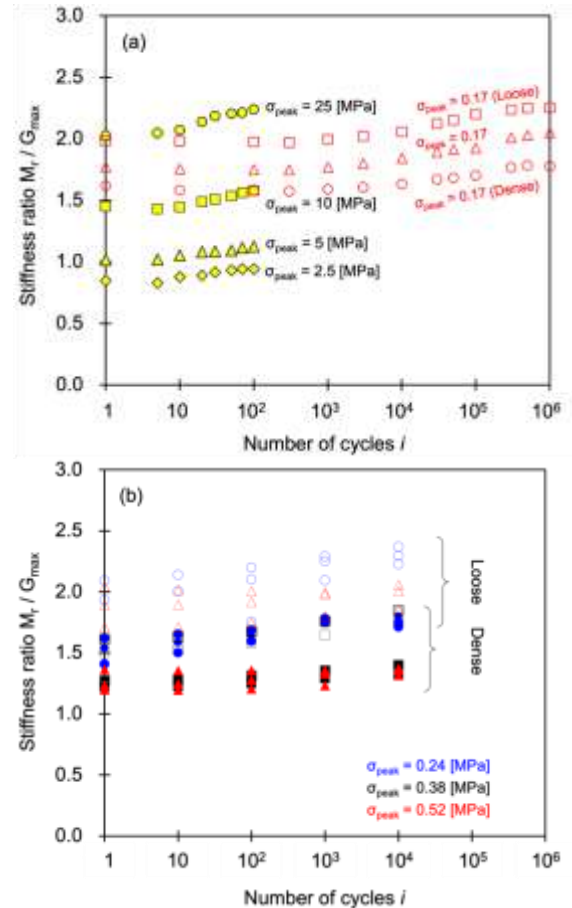 (a)
3.0
2.5
2.0
1.5
1.0
0.5
0.0
Stiffness ratio Mr / Gmax
σpeak = 25 [MPa]
σpeak = 10 [MPa]
σpeak = 5 [MPa]
σpeak = 2.5 [MPa]
σpeak = 0.17 (Loose)
σpeak = 0.17
σpeak = 0.17 (Dense)
1 10 10² 10³ 10⁴ 10⁵ 10⁶
Number of cycles i
(b)
3.0
2.5
2.0
1.5
1.0
0.5
0.0
Stiffness ratio Mr / Gmax
Loose
Dense
σpeak = 0.24 [MPa]
σpeak = 0.38 [MPa]
σpeak = 0.52 [MPa]
1 10 10² 10³ 10⁴ 10⁵ 10⁶
Number of cycles i